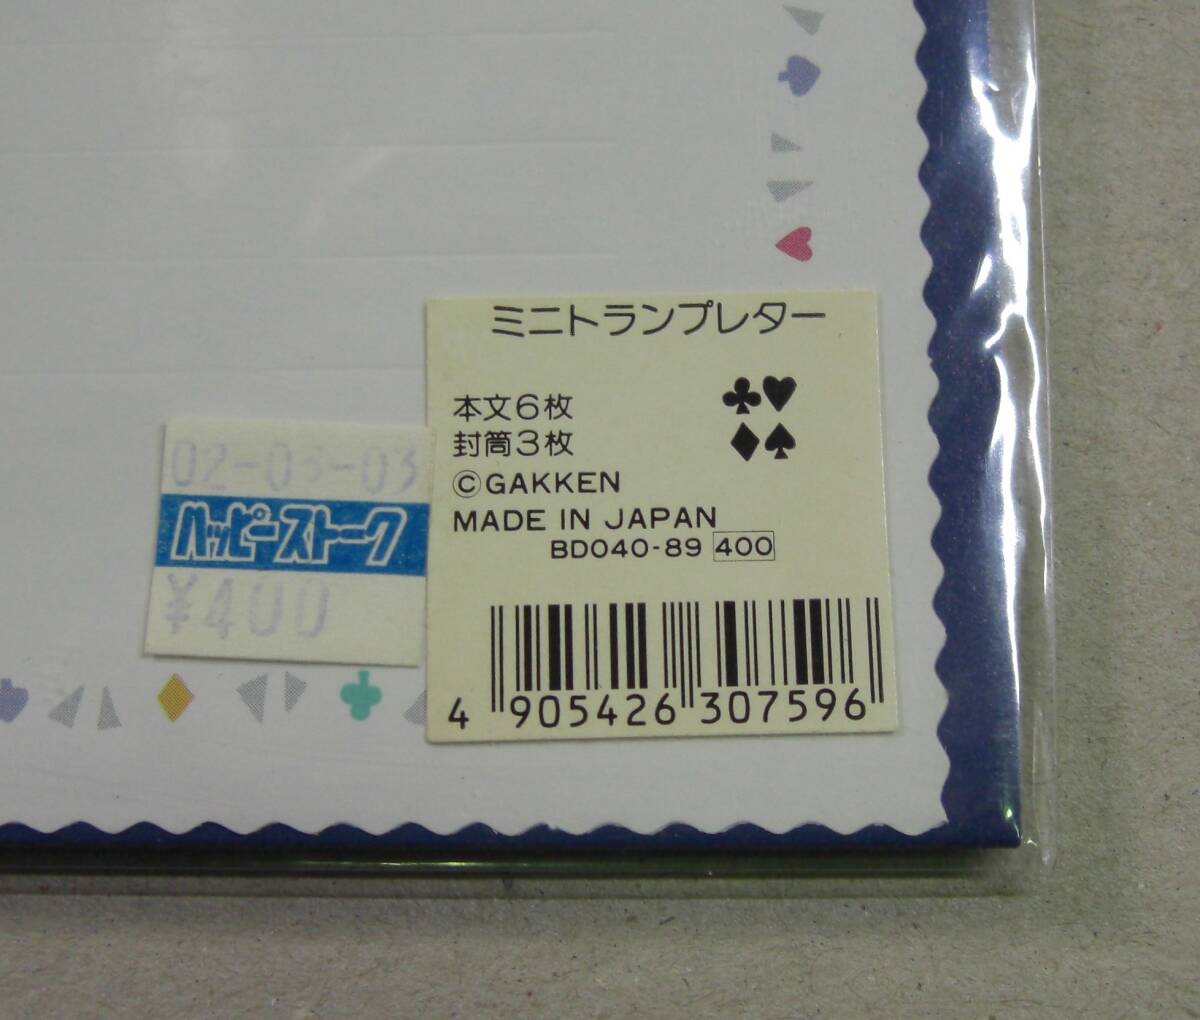 ミニトランプレター
本文6枚
封筒3枚
©GAKKEN
MADE IN JAPAN
BD040-89 400
4 905426 307596
02-03-03
ハッピーストーク
¥400